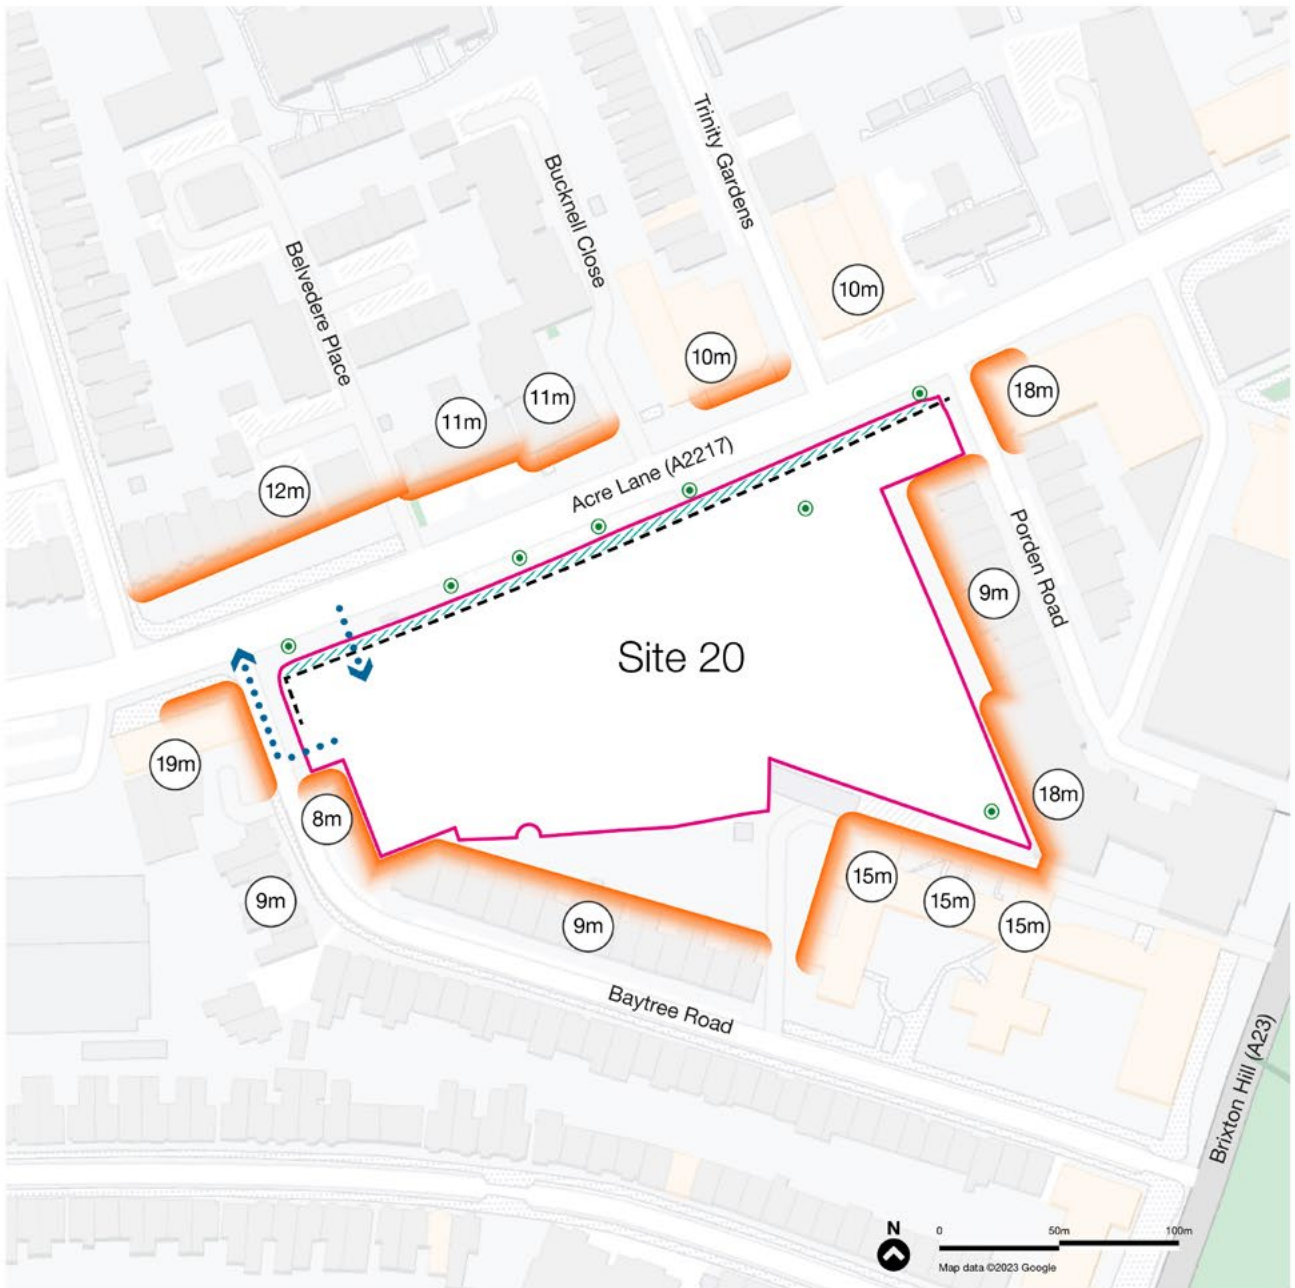 Trinity Gardens
Bucknell Close
Belvedere Place
10m
10m
18m
11m
11m
12m
Acre Lane (A2217)
Porden Road
9m
Site 20
19m
8m
18m
9m
9m
15m
15m
15m
Baytree Road
Brixton Hill (A23)
N
0
50m
100m
Map data ©2023 Google